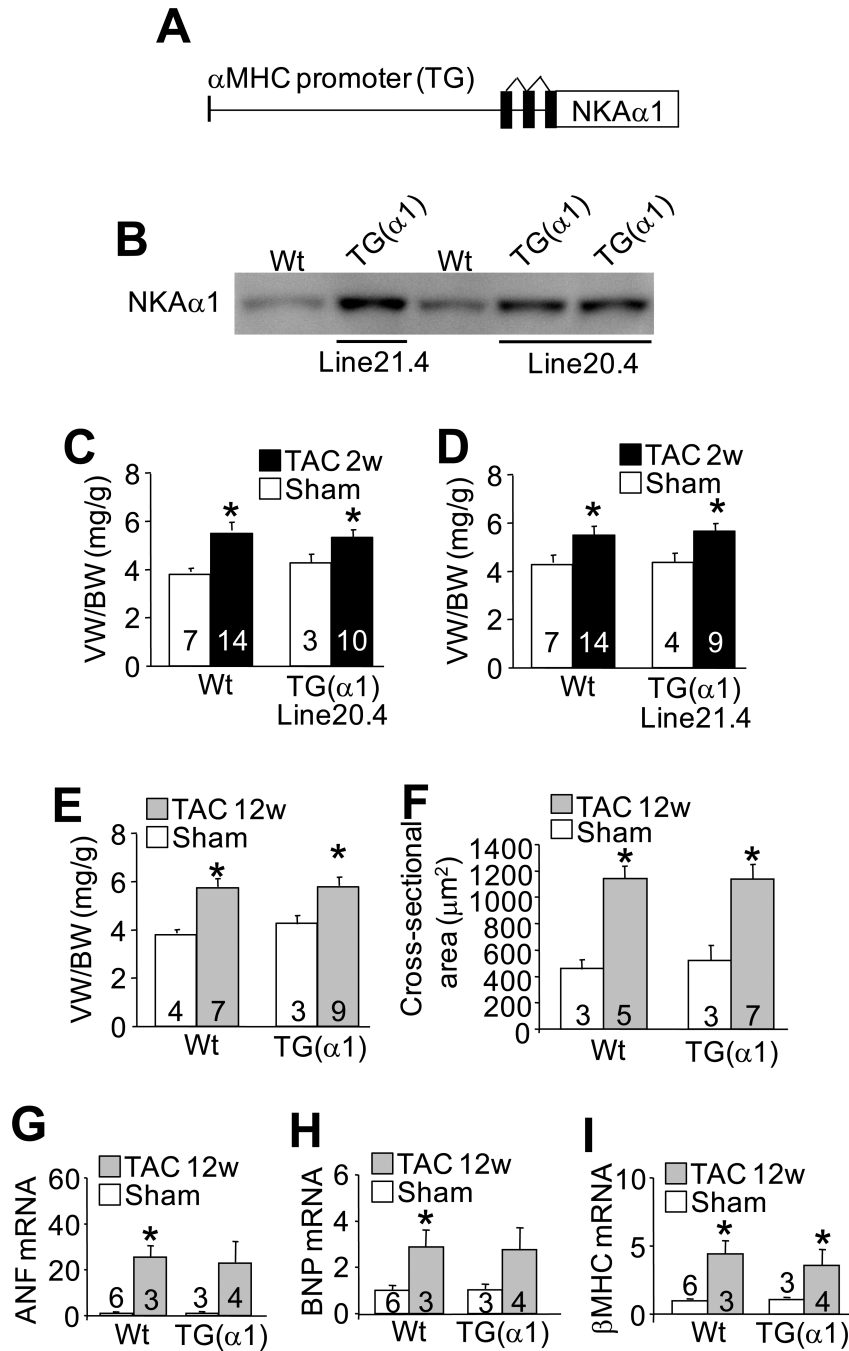 A
αMHC promoter (TG)
NKAα1
B
Wt TG(α1) Wt TG(α1) TG(α1)
NKAα1
Line21.4 Line20.4
C
TAC 2w
Sham
VW/BW (mg/g)
8
6
4
2
0
* *
7 14 3 10
Wt TG(α1)
Line20.4
D
TAC 2w
Sham
VW/BW (mg/g)
8
6
4
2
0
* *
7 14 4 9
Wt TG(α1)
Line21.4
E
TAC 12w
Sham
VW/BW (mg/g)
8
6
4
2
0
* *
4 7 3 9
Wt TG(α1)
F
TAC 12w
Sham
Cross-sectional
area (μm²)
1400
1200
1000
800
600
400
200
0
* *
3 5 3 7
Wt TG(α1)
G
TAC 12w
Sham
ANF mRNA
60
40
20
0
*
6 3 3 4
Wt TG(α1)
H
TAC 12w
Sham
BNP mRNA
6
4
2
0
*
6 3 3 4
Wt TG(α1)
I
TAC 12w
Sham
βMHC mRNA
10
5
0
* *
6 3 3 4
Wt TG(α1)